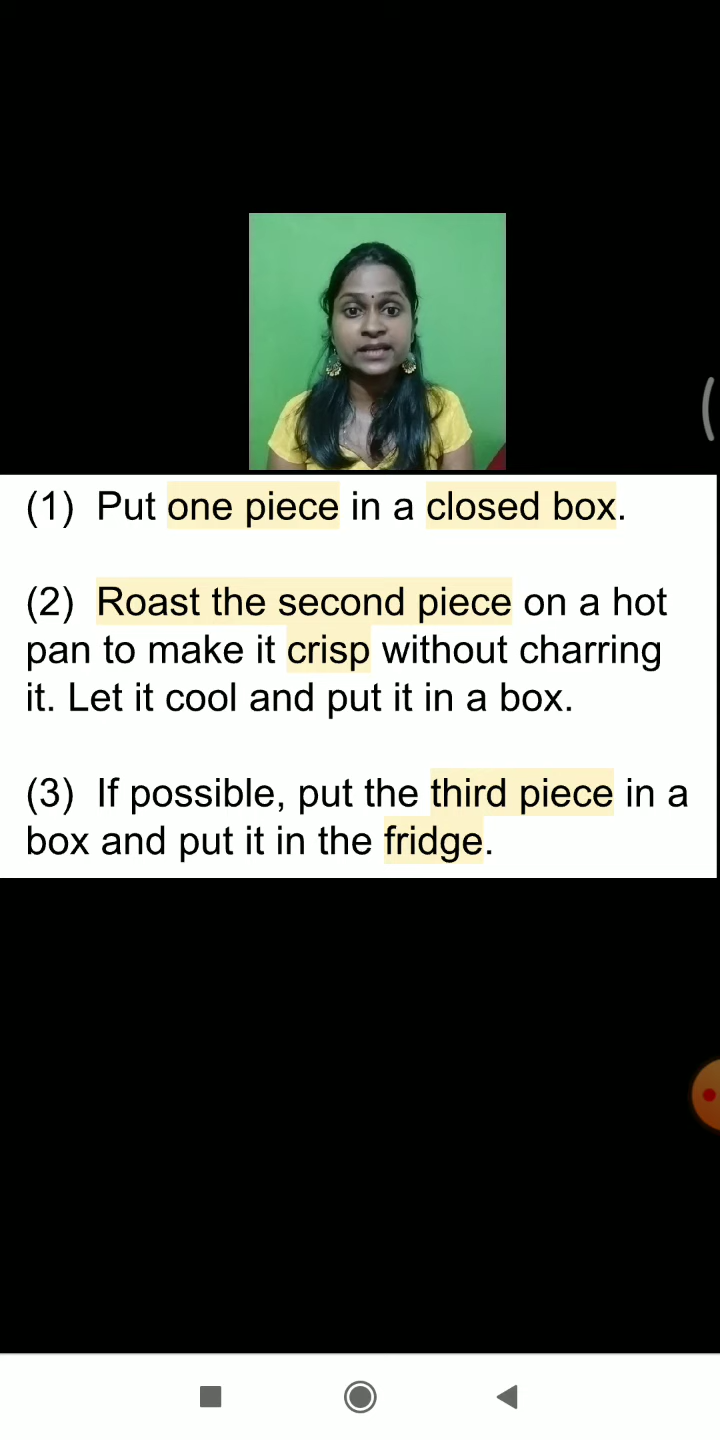 (1) Put one piece in a closed box.
(2) Roast the second piece on a hot
pan to make it crisp without charring
it. Let it cool and put it in a box.
(3) If possible, put the third piece in a
box and put it in the fridge.